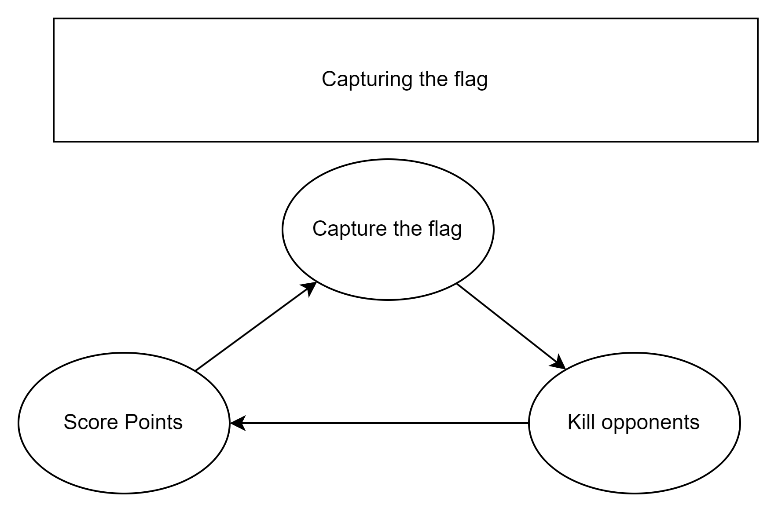 Capturing the flag
Capture the flag
Score Points
Kill opponents